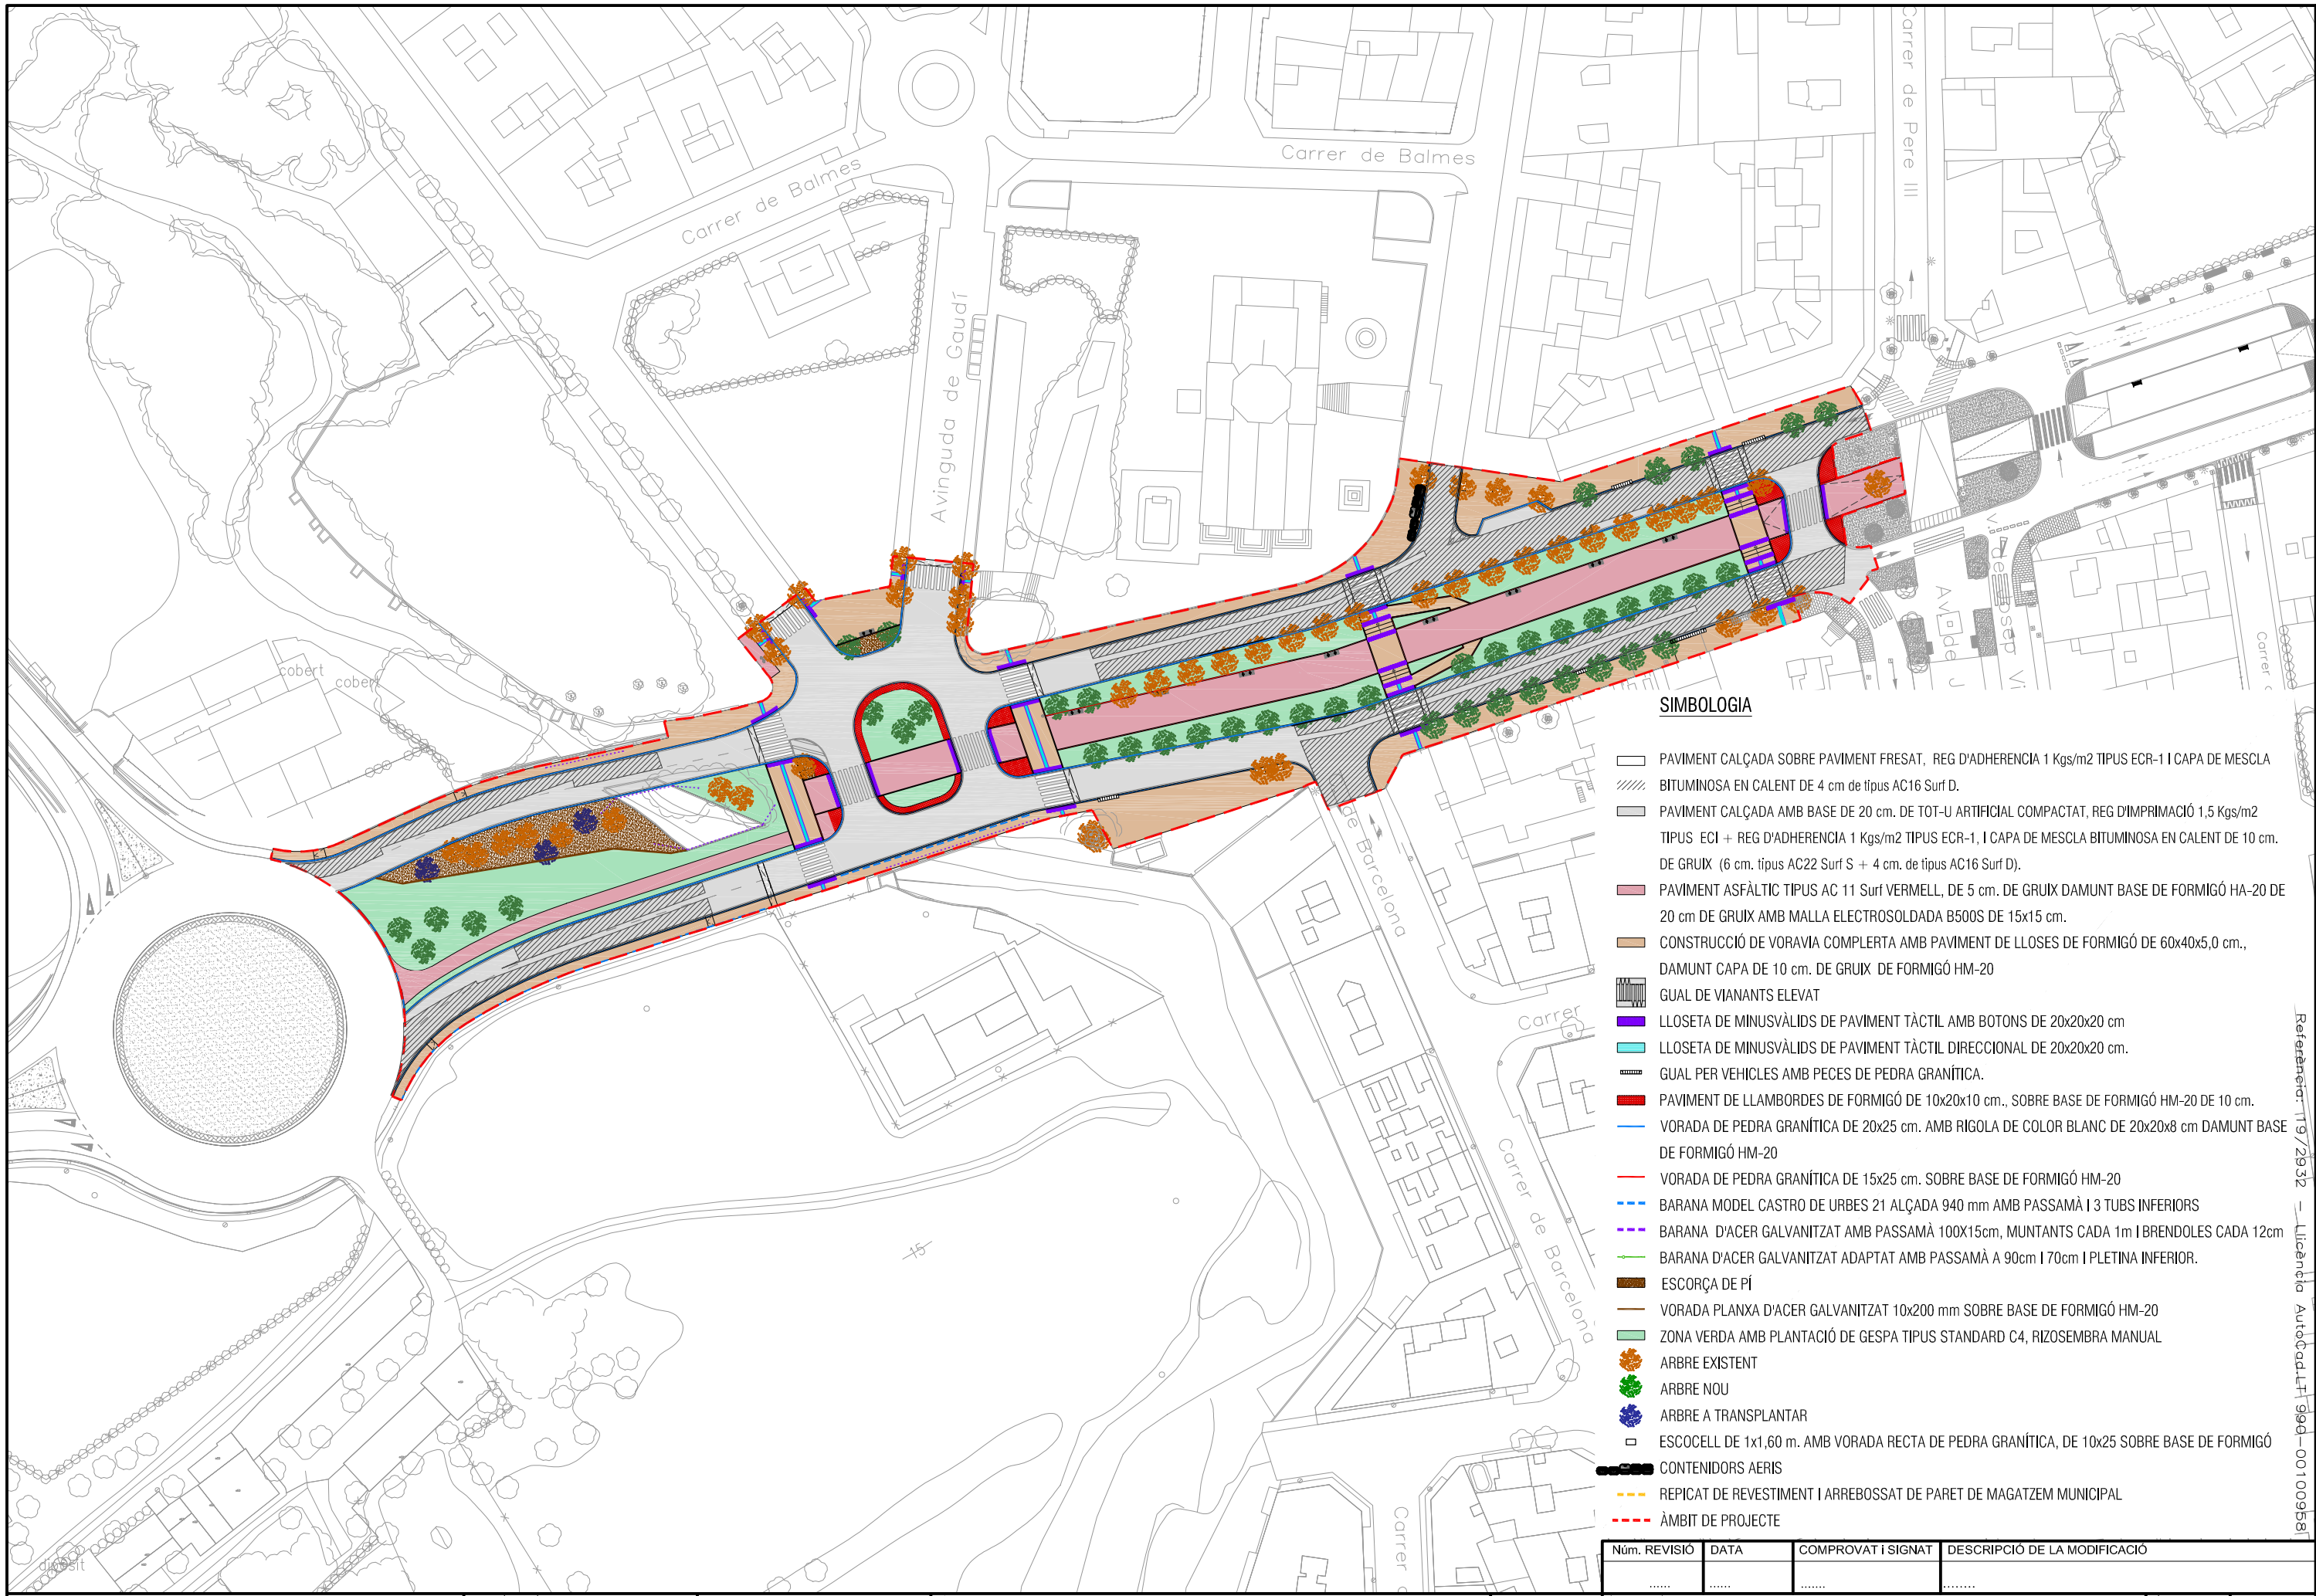 Carrer de Pere III
Carrer de Balmes
Carrer de Balmes
Avinguda de Gaudí
cobert
cobert
de Barcelona
Carrer
Carrer de Barcelona
Carrer
15
SIMBOLOGIA
PAVIMENT CALÇADA SOBRE PAVIMENT FRESAT, REG D'ADHERENCIA 1 Kgs/m2 TIPUS ECR-1 I CAPA DE MESCLA
BITUMINOSA EN CALENT DE 4 cm de tipus AC16 Surf D.
PAVIMENT CALÇADA AMB BASE DE 20 cm. DE TOT-U ARTIFICIAL COMPACTAT, REG D'IMPRIMACIÓ 1,5 Kgs/m2
TIPUS ECI + REG D'ADHERENCIA 1 Kgs/m2 TIPUS ECR-1, I CAPA DE MESCLA BITUMINOSA EN CALENT DE 10 cm.
DE GRUIX (6 cm. tipus AC22 Surf S + 4 cm. de tipus AC16 Surf D).
PAVIMENT ASFÀLTIC TIPUS AC 11 Surf VERMELL, DE 5 cm. DE GRUIX DAMUNT BASE DE FORMIGÓ HA-20 DE
20 cm DE GRUIX AMB MALLA ELECTROSOLDADA B500S DE 15x15 cm.
CONSTRUCCIÓ DE VORAVIA COMPLERTA AMB PAVIMENT DE LLOSES DE FORMIGÓ DE 60x40x5,0 cm.,
DAMUNT CAPA DE 10 cm. DE GRUIX DE FORMIGÓ HM-20
GUAL DE VIANANTS ELEVAT
LLOSETA DE MINUSVÀLIDS DE PAVIMENT TÀCTIL AMB BOTONS DE 20x20x20 cm
LLOSETA DE MINUSVÀLIDS DE PAVIMENT TÀCTIL DIRECCIONAL DE 20x20x20 cm.
GUAL PER VEHICLES AMB PECES DE PEDRA GRANÍTICA.
PAVIMENT DE LLAMBORDES DE FORMIGÓ DE 10x20x10 cm., SOBRE BASE DE FORMIGÓ HM-20 DE 10 cm.
VORADA DE PEDRA GRANÍTICA DE 20x25 cm. AMB RIGOLA DE COLOR BLANC DE 20x20x8 cm DAMUNT BASE
DE FORMIGÓ HM-20
VORADA DE PEDRA GRANÍTICA DE 15x25 cm. SOBRE BASE DE FORMIGÓ HM-20
BARANA MODEL CASTRO DE URBES 21 ALÇADA 940 mm AMB PASSAMÀ I 3 TUBS INFERIORS
BARANA D'ACER GALVANITZAT AMB PASSAMÀ 100X15cm, MUNTANTS CADA 1m I BRENDOLES CADA 12cm
BARANA D'ACER GALVANITZAT ADAPTAT AMB PASSAMÀ A 90cm I 70cm I PLETINA INFERIOR.
ESCORÇA DE PÍ
VORADA PLANXA D'ACER GALVANITZAT 10x200 mm SOBRE BASE DE FORMIGÓ HM-20
ZONA VERDA AMB PLANTACIÓ DE GESPA TIPUS STANDARD C4, RIZOSEMBRA MANUAL
ARBRE EXISTENT
ARBRE NOU
ARBRE A TRANSPLANTAR
ESCOCELL DE 1x1,60 m. AMB VORADA RECTA DE PEDRA GRANÍTICA, DE 10x25 SOBRE BASE DE FORMIGÓ
CONTENIDORS AERIS
REPICAT DE REVESTIMENT I ARREBOSSAT DE PARET DE MAGATZEM MUNICIPAL
ÀMBIT DE PROJECTE
Referència: 119/2932 - Llicència AutoCad.LT 990-00100958
Núm. REVISIÓ DATA COMPROVAT i SIGNAT DESCRIPCIÓ DE LA MODIFICACIÓ
...... ...... ....... ........